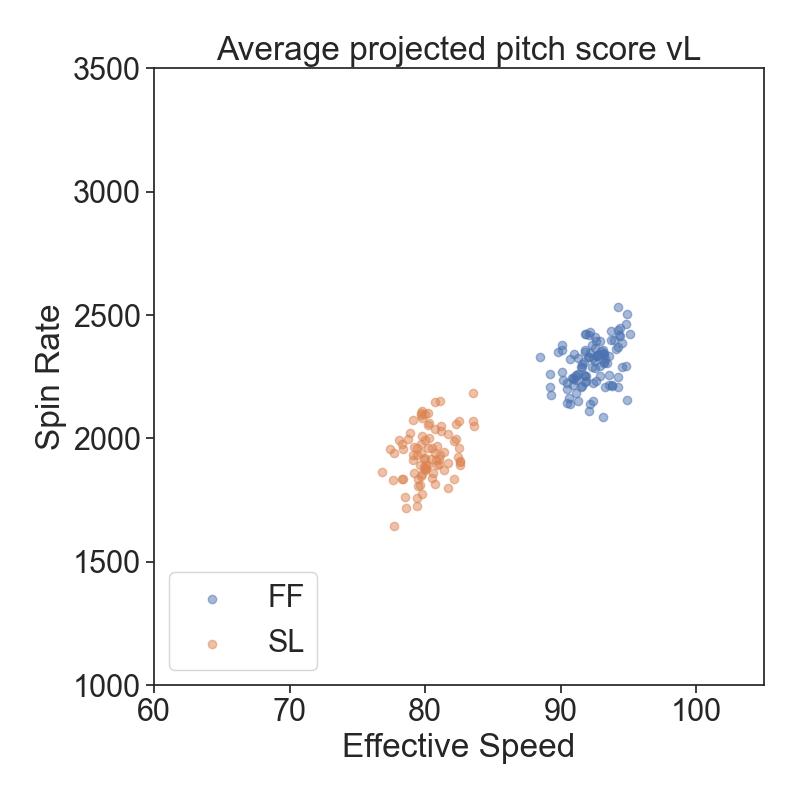 Average projected pitch score vL
3500
3000
2500
2000
1500
1000
Spin Rate
FF
SL
60 70 80 90 100
Effective Speed